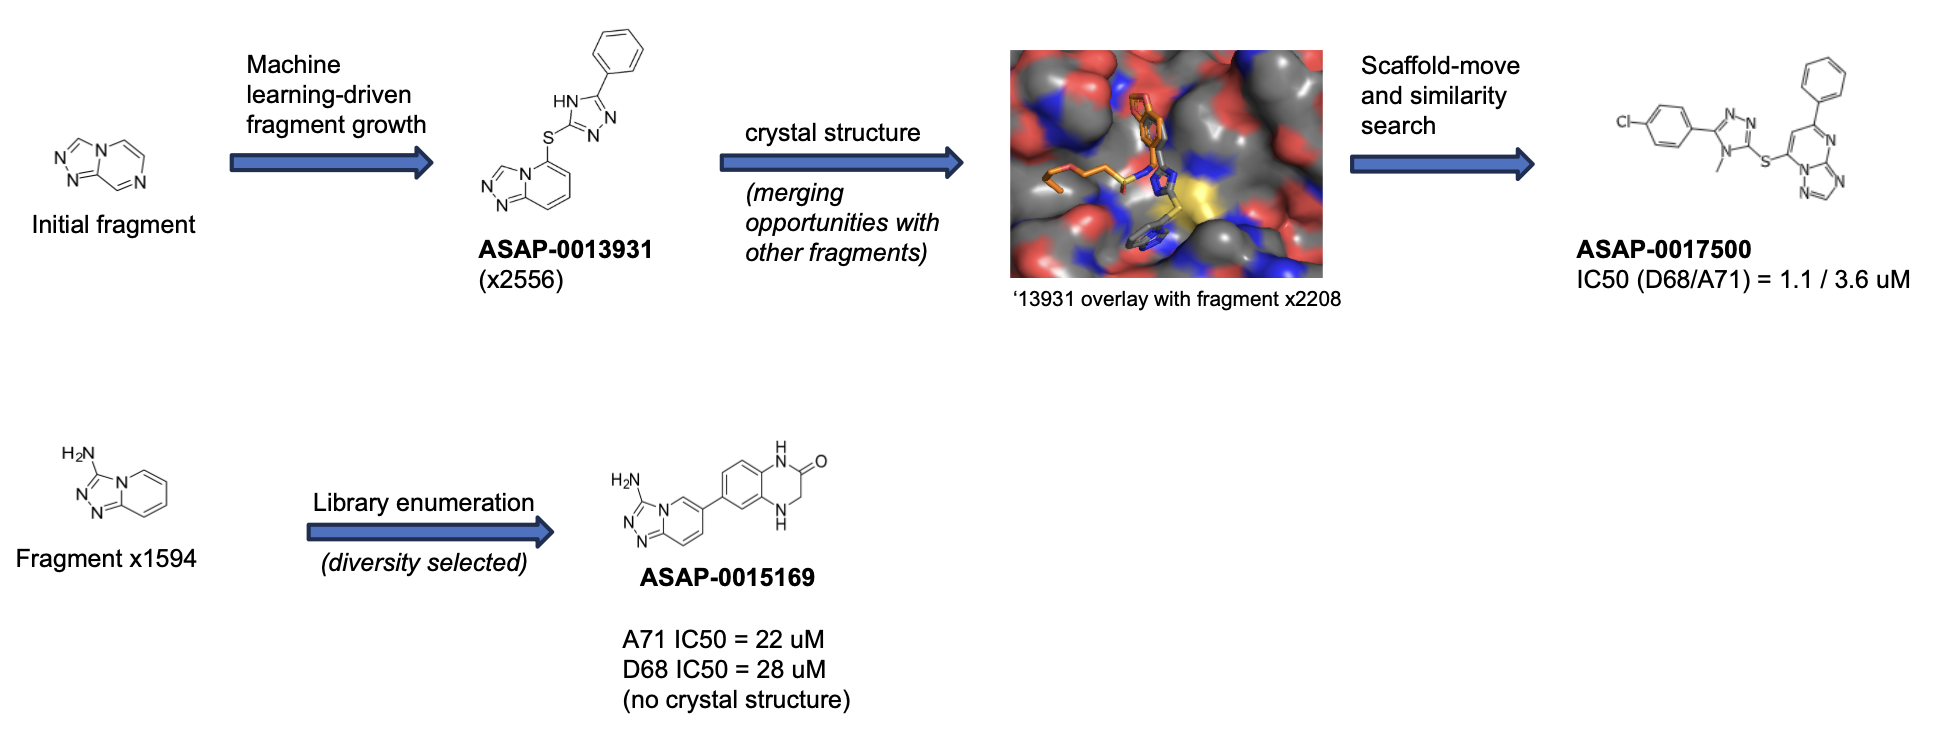 Machine
learning-driven
fragment growth
Initial fragment
HN
N
N
S
N
N
N
N
N
N
N
ASAP-0013931
(x2556)
crystal structure
(merging
opportunities with
other fragments)
'13931 overlay with fragment x2208
Scaffold-move
and similarity
search
Cl
N
N
N
S
N
N
N
N
ASAP-0017500
IC50 (D68/A71) = 1.1 / 3.6 uM
H₂N
N
N
N
Fragment x1594
Library enumeration
(diversity selected)
H₂N
N
N
N
H
N
O
N
H
ASAP-0015169
A71 IC50 = 22 uM
D68 IC50 = 28 uM
(no crystal structure)